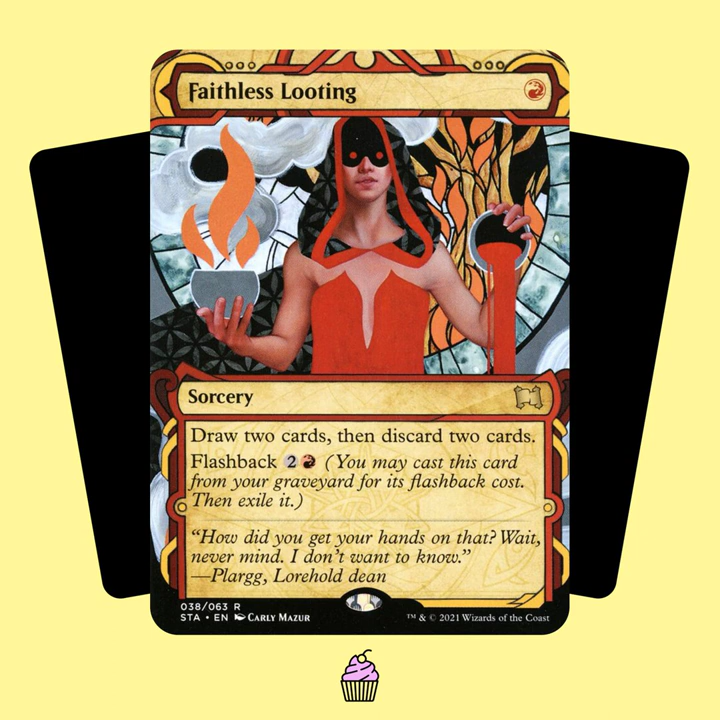 Faithless Looting
Sorcery
Draw two cards, then discard two cards.
Flashback 2 (You may cast this card
from your graveyard for its flashback cost.
Then exile it.)
“How did you get your hands on that? Wait,
never mind. I don’t want to know.”
—Plargg, Lorehold dean
038/063 R
STA • EN CARLY MAZUR
™ & © 2021 Wizards of the Coast